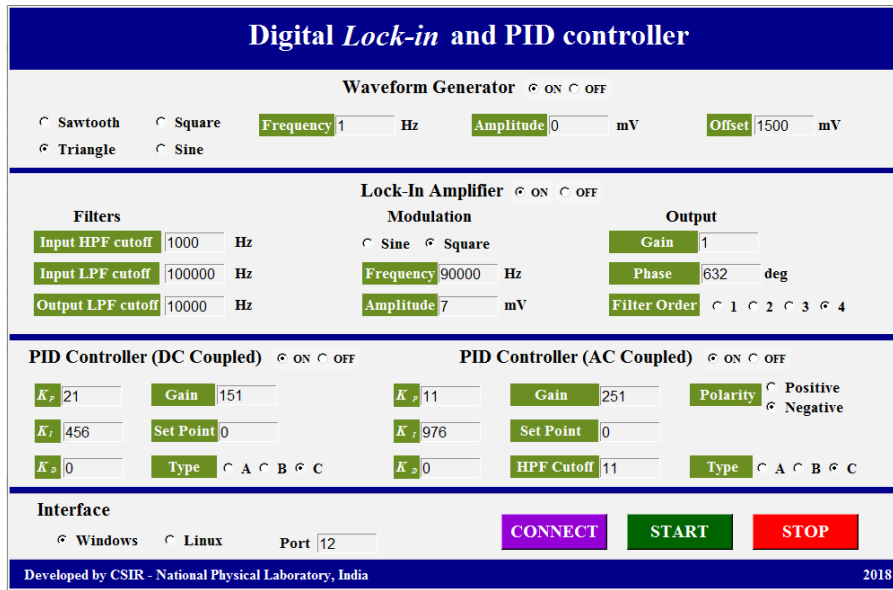 Digital Lock-in and PID controller
Waveform Generator ON OFF
Sawtooth Square Frequency 1 Hz Amplitude 0 mV Offset 1500 mV
Triangle Sine
Lock-In Amplifier ON OFF
Filters Modulation Output
Input HPF cutoff 1000 Hz Sine Square Gain 1
Input LPF cutoff 100000 Hz Frequency 90000 Hz Phase 632 deg
Output LPF cutoff 10000 Hz Amplitude 7 mV Filter Order 1 2 3 4
PID Controller (DC Coupled) ON OFF PID Controller (AC Coupled) ON OFF
KP 21 Gain 151 KP 11 Gain 251 Polarity Positive
Negative
KI 456 Set Point 0 KI 976 Set Point 0
KD 0 Type A B C KD 0 HPF Cutoff 11 Type A B C
Interface
Windows Linux Port 12 CONNECT START STOP
Developed by CSIR - National Physical Laboratory, India 2018